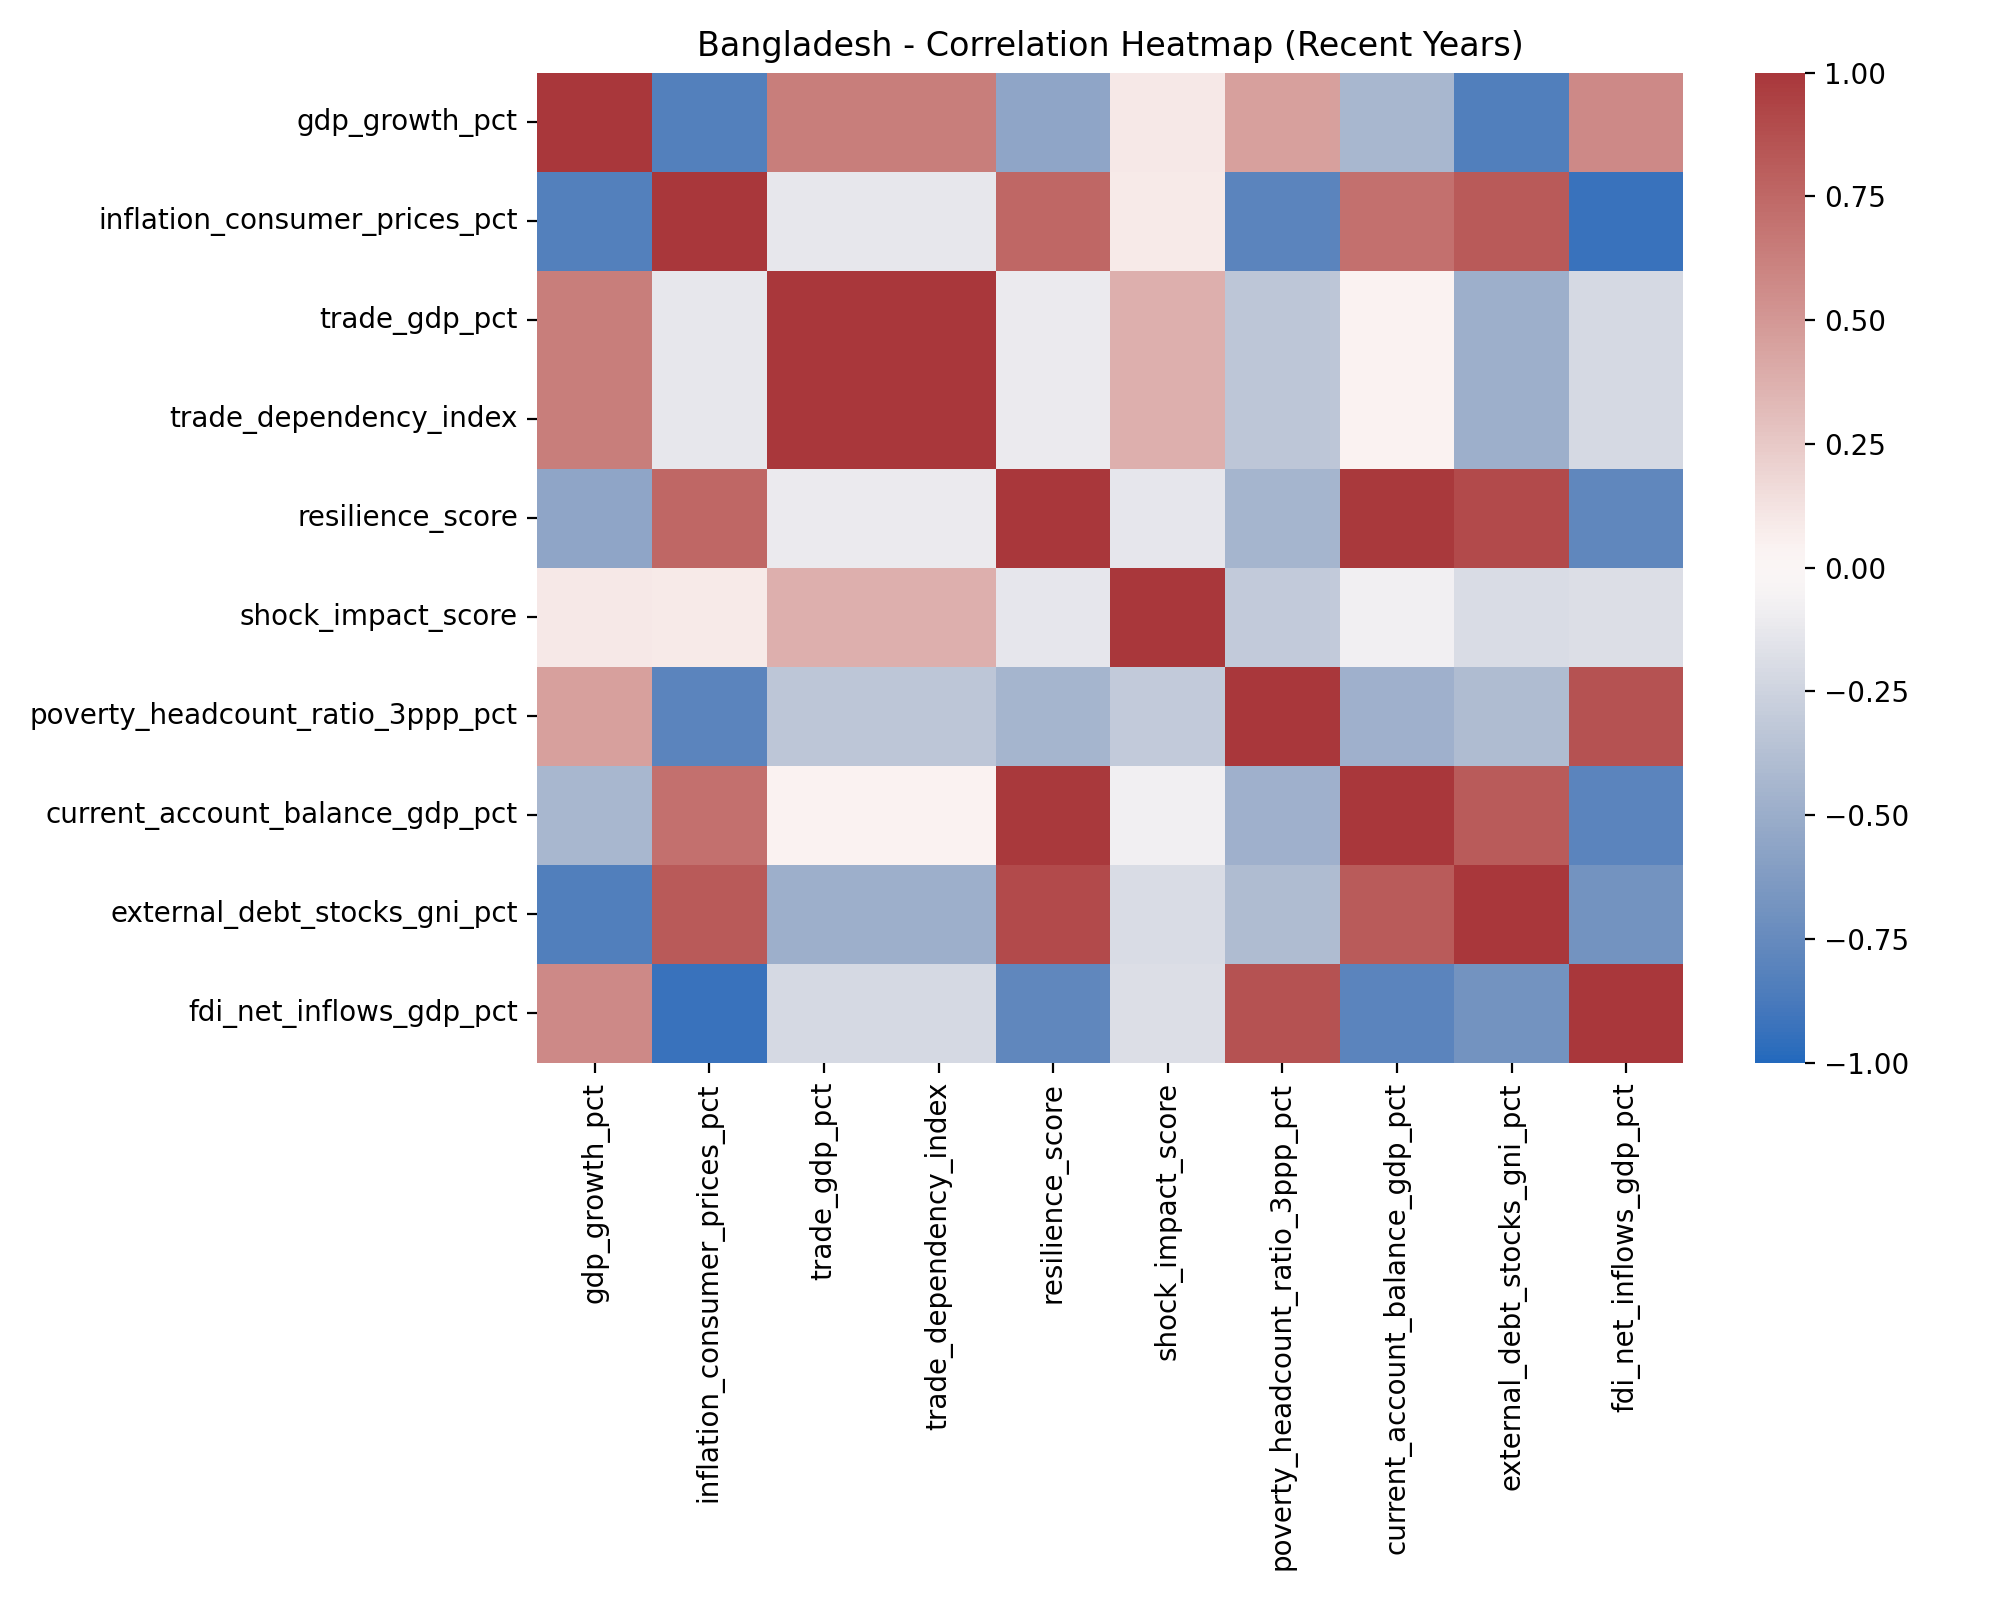 Bangladesh - Correlation Heatmap (Recent Years)
gdp_growth_pct
inflation_consumer_prices_pct
trade_gdp_pct
trade_dependency_index
resilience_score
shock_impact_score
poverty_headcount_ratio_3ppp_pct
current_account_balance_gdp_pct
external_debt_stocks_gni_pct
fdi_net_inflows_gdp_pct
gdp_growth_pct
inflation_consumer_prices_pct
trade_gdp_pct
trade_dependency_index
resilience_score
shock_impact_score
poverty_headcount_ratio_3ppp_pct
current_account_balance_gdp_pct
external_debt_stocks_gni_pct
fdi_net_inflows_gdp_pct
1.00
0.75
0.50
0.25
0.00
−0.25
−0.50
−0.75
−1.00